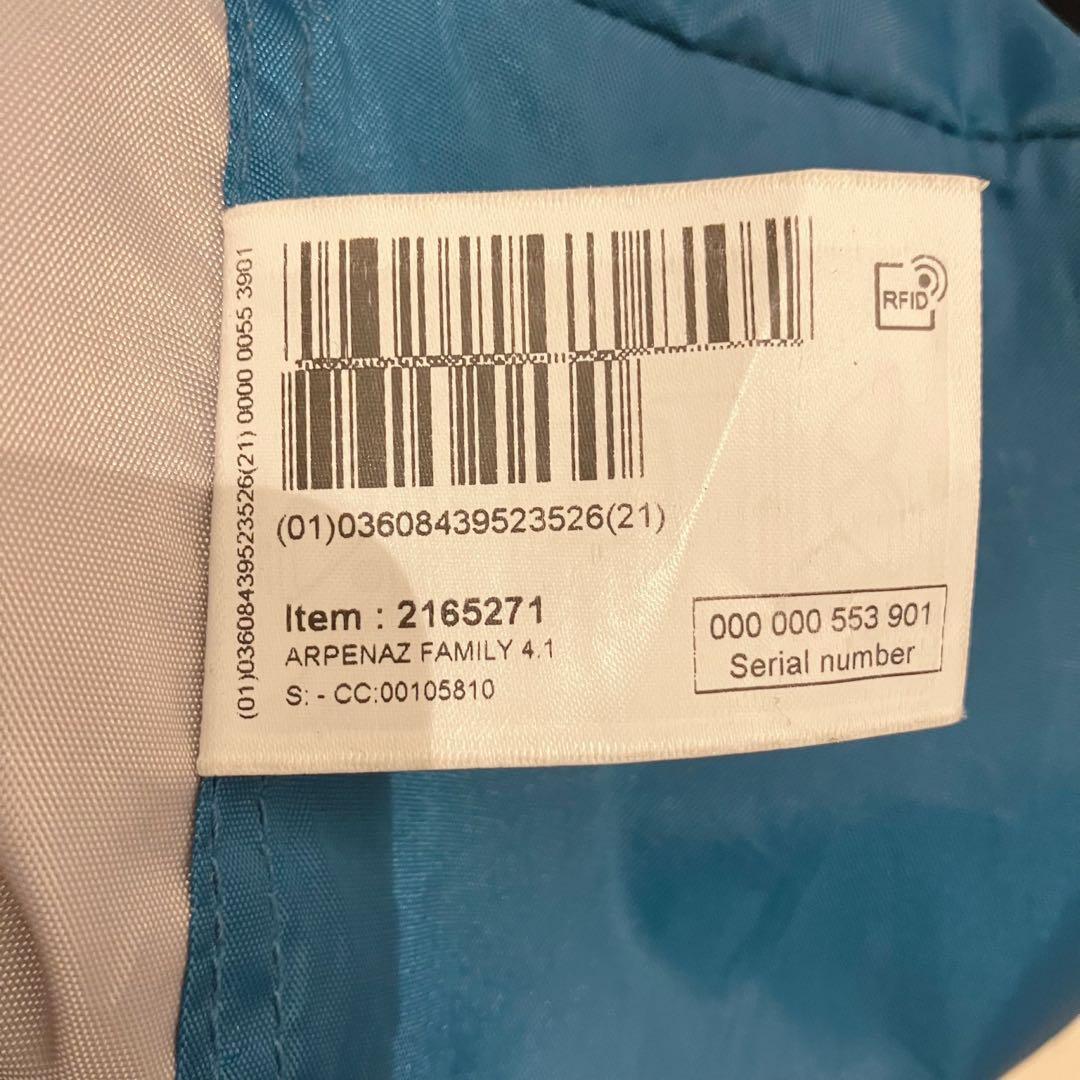 (01)03608439523526(21) 0000 0055 3901
RFID
(01)03608439523526(21)
Item : 2165271
ARPENAZ FAMILY 4.1
S: - CC:00105810
000 000 553 901
Serial number